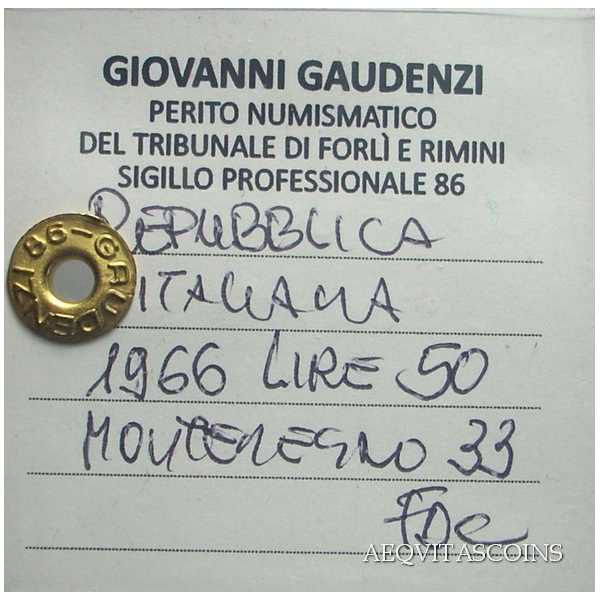 GIOVANNI GAUDENZI
PERITO NUMISMATICO
DEL TRIBUNALE DI FORLÌ E RIMINI
SIGILLO PROFESSIONALE 86
REPUBBLICA
86-GAUDENZI
ITALIANA
1966 LIRE 50
MONTENEGRO 33
FDC
AEQVITASCOINS